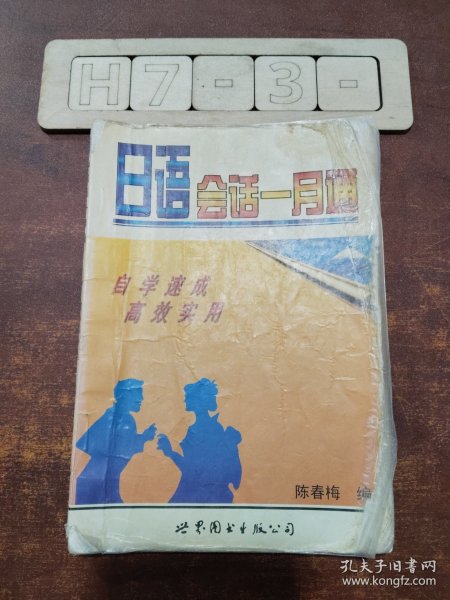 H7-3-
日语会话一月通
自学速成
高效实用
陈春梅 编
世界图书出版公司
孔夫子旧书网
www.kongfz.com